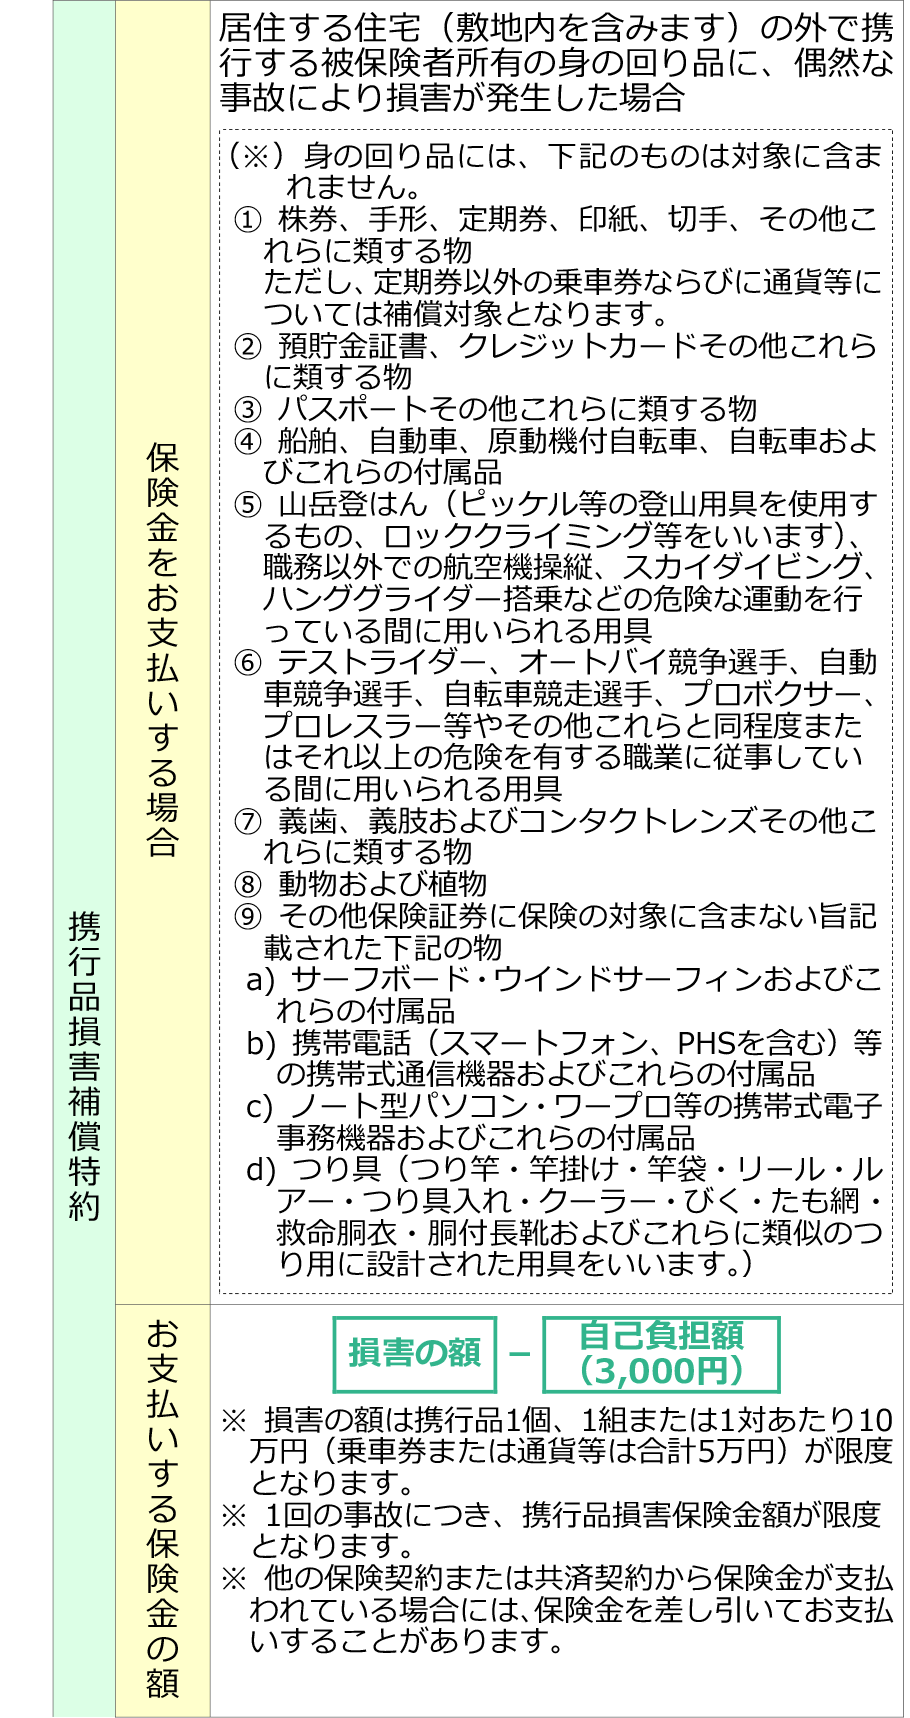 携行品損害補償特約
保険金をお支払いする場合
居住する住宅（敷地内を含みます）の外で携
行する被保険者所有の身の回り品に、偶然な
事故により損害が発生した場合
（※）身の回り品には、下記のものは対象に含ま
れません。
① 株券、手形、定期券、印紙、切手、その他こ
れらに類する物
ただし、定期券以外の乗車券ならびに通貨等に
ついては補償対象となります。
② 預貯金証書、クレジットカードその他これら
に類する物
③ パスポートその他これらに類する物
④ 船舶、自動車、原動機付自転車、自転車およ
びこれらの付属品
⑤ 山岳登はん（ピッケル等の登山用具を使用す
るもの、ロッククライミング等をいいます）、
職務以外での航空機操縦、スカイダイビング、
ハンググライダー搭乗などの危険な運動を行
っている間に用いられる用具
⑥ テストライダー、オートバイ競争選手、自動
車競争選手、自転車競走選手、プロボクサー、
プロレスラー等やその他これらと同程度また
はそれ以上の危険を有する職業に従事してい
る間に用いられる用具
⑦ 義歯、義肢およびコンタクトレンズその他こ
れらに類する物
⑧ 動物および植物
⑨ その他保険証券に保険の対象に含まない旨記
載された下記の物
a) サーフボード・ウインドサーフィンおよびこ
れらの付属品
b) 携帯電話（スマートフォン、PHSを含む）等
の携帯式通信機器およびこれらの付属品
c) ノート型パソコン・ワープロ等の携帯式電子
事務機器およびこれらの付属品
d) つり具（つり竿・竿掛け・竿袋・リール・ル
アー・つり具入れ・クーラー・びく・たも網・
救命胴衣・胴付長靴およびこれらに類似のつ
り用に設計された用具をいいます。）
お支払いする保険金の額
損害の額 − 自己負担額
（3,000円）
※ 損害の額は携行品1個、1組または1対あたり10
万円（乗車券または通貨等は合計5万円）が限度
となります。
※ 1回の事故につき、携行品損害保険金額が限度
となります。
※ 他の保険契約または共済契約から保険金が支払
われている場合には、保険金を差し引いてお支払
いすることがあります。